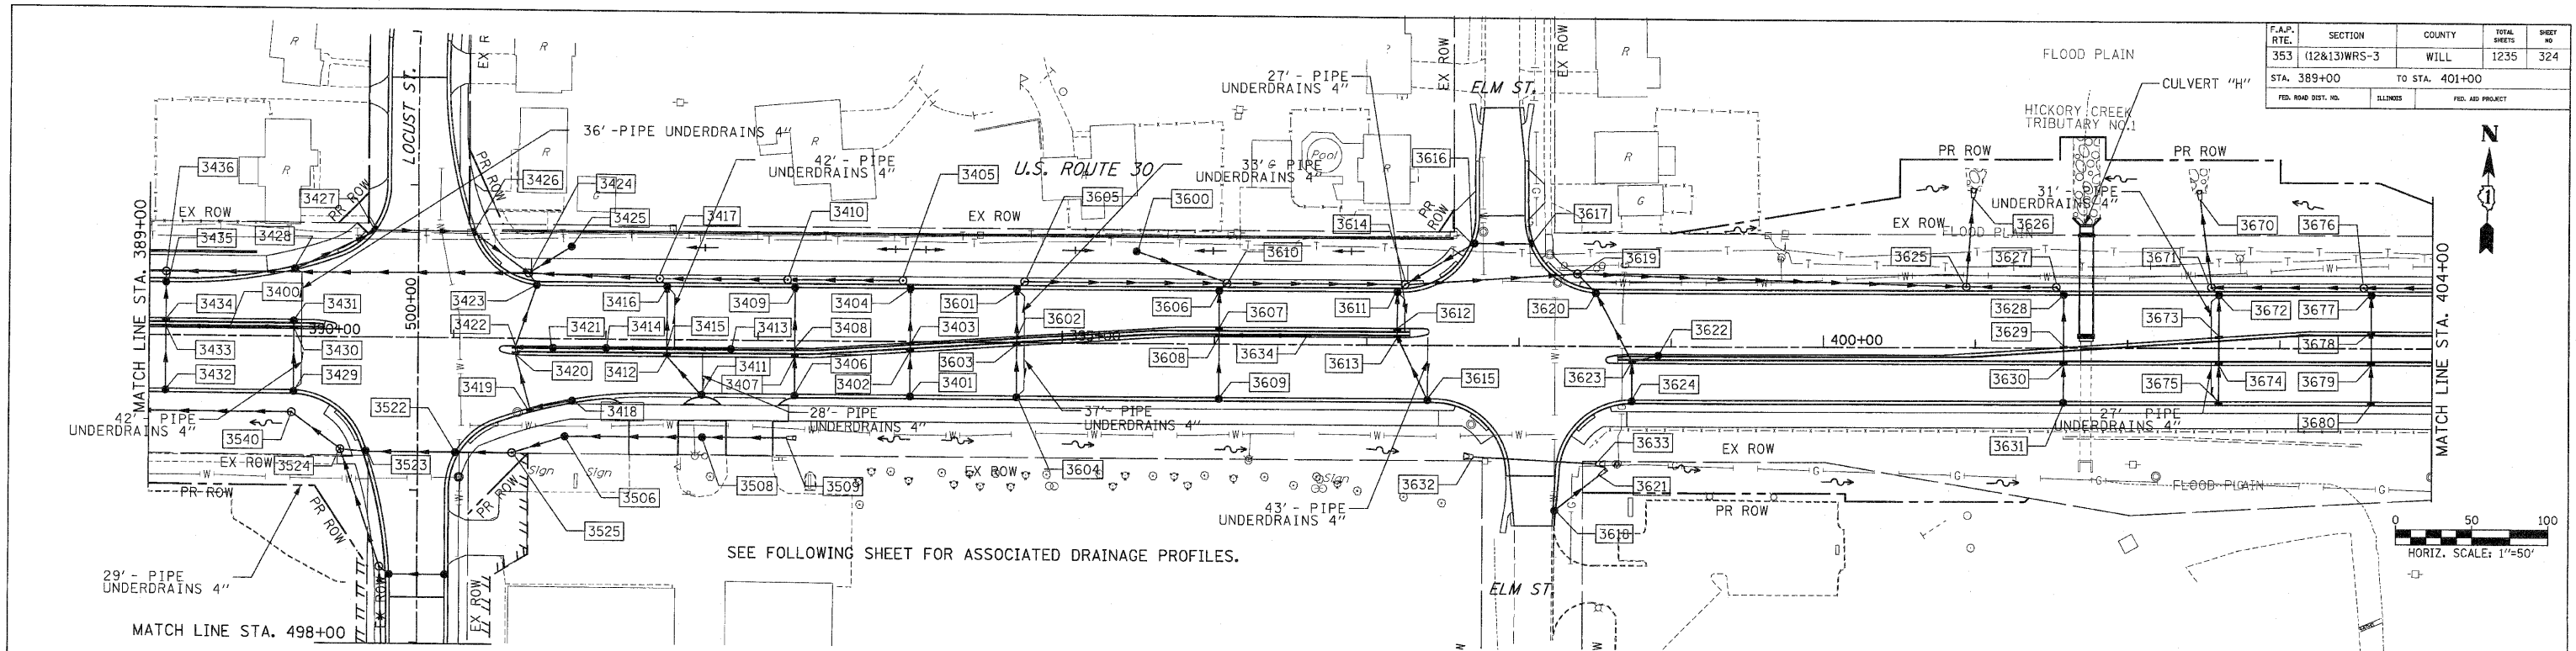 F.A.P. RTE.
SECTION
COUNTY
TOTAL SHEETS
SHEET NO
353
(12&13)WRS-3
WILL
1235
324
STA. 389+00 TO STA. 401+00
FED. ROAD DIST. NO.
ILLINOIS
FED. AID PROJECT
FLOOD PLAIN
CULVERT "H"
HICKORY CREEK
TRIBUTARY NO.1
N
1
LOCUST ST.
EX ROW
EX ROW
ELM ST.
27' - PIPE
UNDERDRAINS 4"
36' -PIPE UNDERDRAINS 4"
42' - PIPE
UNDERDRAINS 4"
U.S. ROUTE 30
33' - PIPE
UNDERDRAINS 4"
Pool
31' - PIPE
UNDERDRAINS 4"
PR ROW
PR ROW
PR ROW
PR ROW
PR ROW
EX ROW
EX ROW
EX ROW
FLOOD PLAIN
3436
3427
3426
3424
3425
3417
3410
3405
3605
3600
3610
3614
3616
3617
3619
3625
3626
3627
3671
3670
3676
3435
3428
3434
3400
3431
3423
3416
3409
3404
3601
3606
3611
3620
3628
3672
3677
390+00
500+00
395+00
400+00
3422
3421
3414
3415
3413
3408
3403
3602
3607
3612
3622
3629
3673
3678
3433
3430
3420
3412
3411
3406
3603
3608
3634
3613
3623
3630
3674
3679
3432
3429
3419
3407
3402
3401
3609
3615
3624
3675
3680
3522
3418
3631
MATCH LINE STA. 389+00
MATCH LINE STA. 404+00
42' - PIPE
UNDERDRAINS 4"
28' - PIPE
UNDERDRAINS 4"
37' - PIPE
UNDERDRAINS 4"
27' - PIPE
UNDERDRAINS 4"
3540
3524
3523
3506
3508
3509
3604
3632
3633
3621
3618
3525
EX ROW
EX ROW
EX ROW
PR ROW
PR ROW
PR ROW
PR ROW
Sign
Sign
Sign
FLOOD PLAIN
43' - PIPE
UNDERDRAINS 4"
29' - PIPE
UNDERDRAINS 4"
EX ROW
EX ROW
SEE FOLLOWING SHEET FOR ASSOCIATED DRAINAGE PROFILES.
ELM ST.
MATCH LINE STA. 498+00
0 50 100
HORIZ. SCALE: 1"=50'